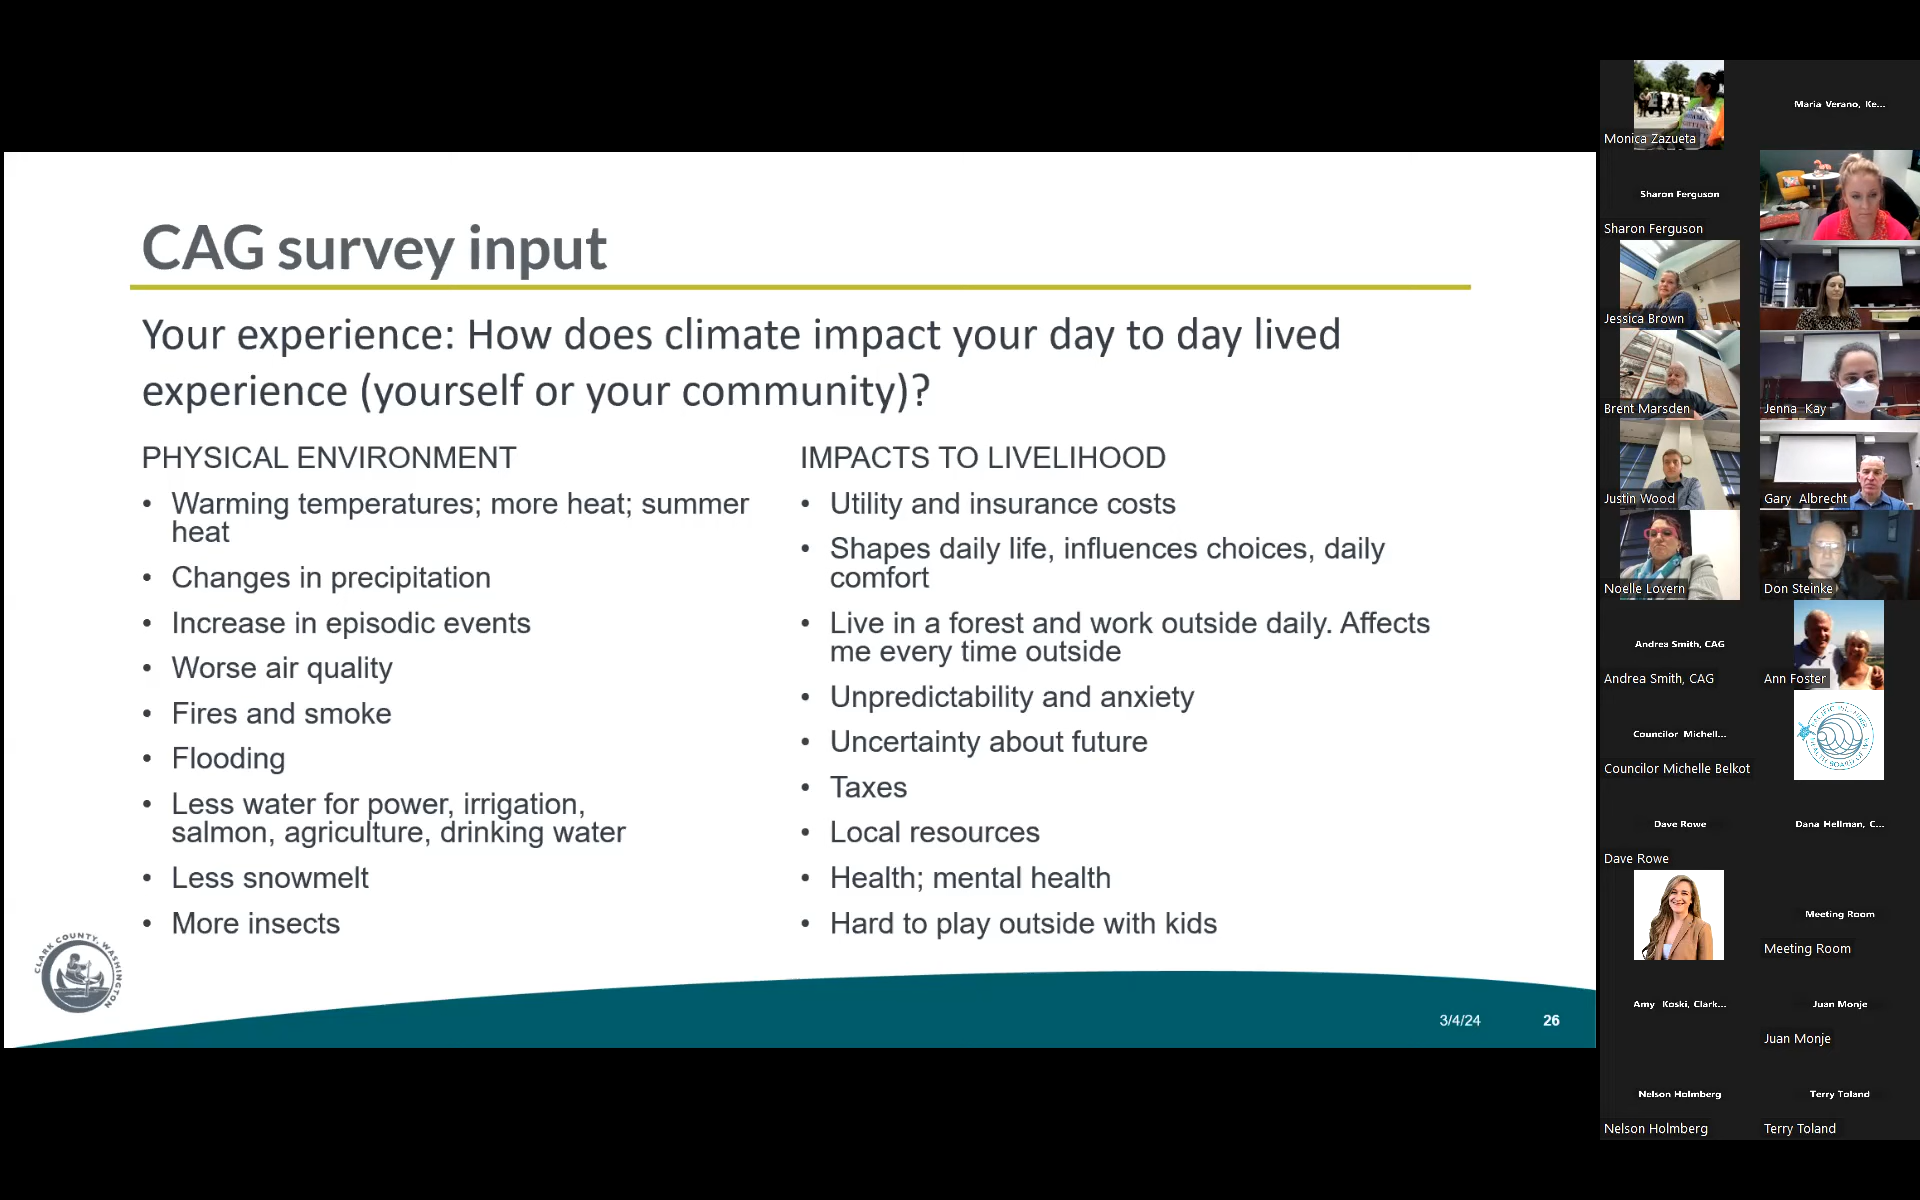 CAG survey input
Your experience: How does climate impact your day to day lived
experience (yourself or your community)?
PHYSICAL ENVIRONMENT
• Warming temperatures; more heat; summer
heat
• Changes in precipitation
• Increase in episodic events
• Worse air quality
• Fires and smoke
• Flooding
• Less water for power, irrigation,
salmon, agriculture, drinking water
• Less snowmelt
• More insects
IMPACTS TO LIVELIHOOD
• Utility and insurance costs
• Shapes daily life, influences choices, daily
comfort
• Live in a forest and work outside daily. Affects
me every time outside
• Unpredictability and anxiety
• Uncertainty about future
• Taxes
• Local resources
• Health; mental health
• Hard to play outside with kids
CLARK COUNTY, WASHINGTON
3/4/24
26
Monica Zazueta
Maria Verano, Ke...
Sharon Ferguson
Sharon Ferguson
Jessica Brown
Brent Marsden
Jenna Kay
Justin Wood
Gary Albrecht
Noelle Lovern
Don Steinke
Andrea Smith, CAG
Andrea Smith, CAG
Ann Foster
Councilor Michell...
Councilor Michelle Belkot
Dave Rowe
Dave Rowe
Dana Hellman, C...
Meeting Room
Meeting Room
Amy Koski, Clark...
Juan Monje
Juan Monje
Nelson Holmberg
Nelson Holmberg
Terry Toland
Terry Toland